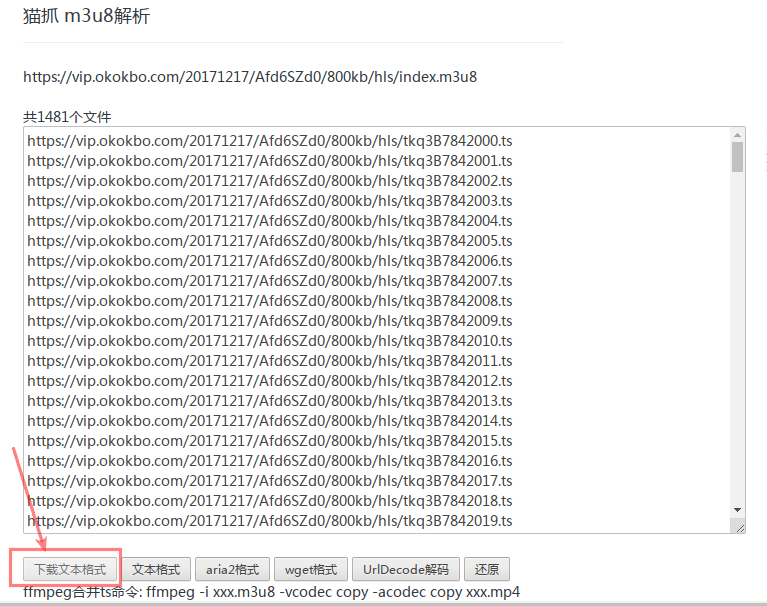 猫抓 m3u8解析
https://vip.okokbo.com/20171217/Afd6SZd0/800kb/hls/index.m3u8
共1481个文件
https://vip.okokbo.com/20171217/Afd6SZd0/800kb/hls/tkq3B7842000.ts
https://vip.okokbo.com/20171217/Afd6SZd0/800kb/hls/tkq3B7842001.ts
https://vip.okokbo.com/20171217/Afd6SZd0/800kb/hls/tkq3B7842002.ts
https://vip.okokbo.com/20171217/Afd6SZd0/800kb/hls/tkq3B7842003.ts
https://vip.okokbo.com/20171217/Afd6SZd0/800kb/hls/tkq3B7842004.ts
https://vip.okokbo.com/20171217/Afd6SZd0/800kb/hls/tkq3B7842005.ts
https://vip.okokbo.com/20171217/Afd6SZd0/800kb/hls/tkq3B7842006.ts
https://vip.okokbo.com/20171217/Afd6SZd0/800kb/hls/tkq3B7842007.ts
https://vip.okokbo.com/20171217/Afd6SZd0/800kb/hls/tkq3B7842008.ts
https://vip.okokbo.com/20171217/Afd6SZd0/800kb/hls/tkq3B7842009.ts
https://vip.okokbo.com/20171217/Afd6SZd0/800kb/hls/tkq3B7842010.ts
https://vip.okokbo.com/20171217/Afd6SZd0/800kb/hls/tkq3B7842011.ts
https://vip.okokbo.com/20171217/Afd6SZd0/800kb/hls/tkq3B7842012.ts
https://vip.okokbo.com/20171217/Afd6SZd0/800kb/hls/tkq3B7842013.ts
https://vip.okokbo.com/20171217/Afd6SZd0/800kb/hls/tkq3B7842014.ts
https://vip.okokbo.com/20171217/Afd6SZd0/800kb/hls/tkq3B7842015.ts
https://vip.okokbo.com/20171217/Afd6SZd0/800kb/hls/tkq3B7842016.ts
https://vip.okokbo.com/20171217/Afd6SZd0/800kb/hls/tkq3B7842017.ts
https://vip.okokbo.com/20171217/Afd6SZd0/800kb/hls/tkq3B7842018.ts
https://vip.okokbo.com/20171217/Afd6SZd0/800kb/hls/tkq3B7842019.ts
下载文本格式 文本格式 aria2格式 wget格式 UrlDecode解码 还原
ffmpeg合并ts命令: ffmpeg -i xxx.m3u8 -vcodec copy -acodec copy xxx.mp4